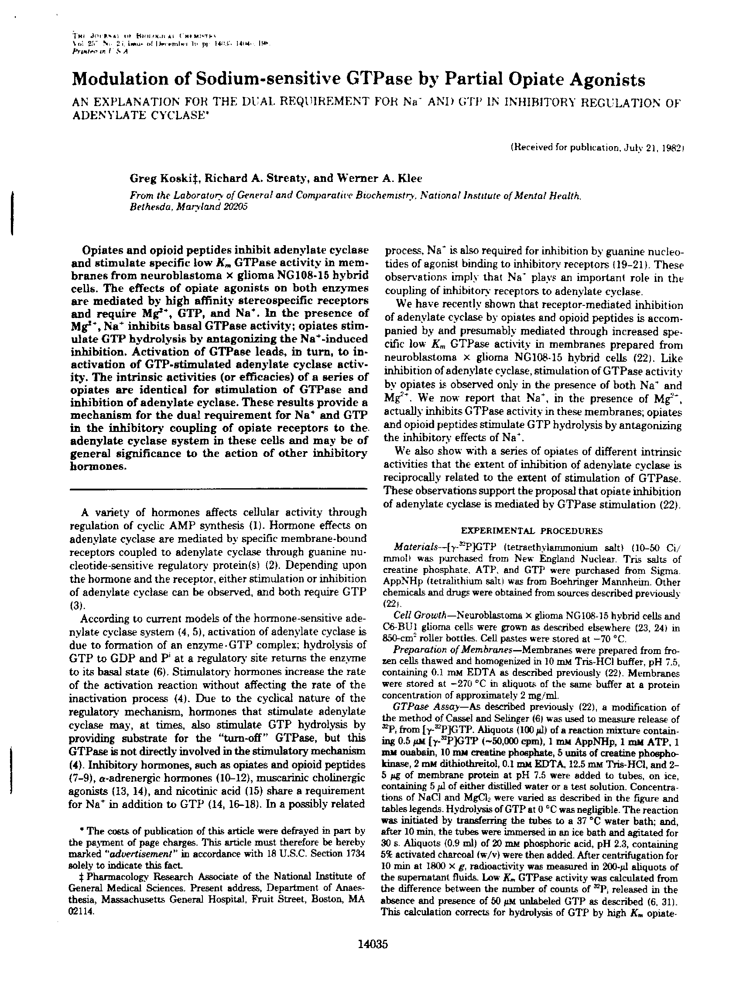 THE JOURNAL OF BIOLOGICAL CHEMISTRY
Vol. 257, No. 23, Issue of December 10, pp. 14035-14040, 1982
Printed in U.S.A.
Modulation of Sodium-sensitive GTPase by Partial Opiate Agonists
AN EXPLANATION FOR THE DUAL REQUIREMENT FOR Na⁺ AND GTP IN INHIBITORY REGULATION OF
ADENYLATE CYCLASE*
(Received for publication, July 21, 1982)
Greg Koski‡, Richard A. Streaty, and Werner A. Klee
From the Laboratory of General and Comparative Biochemistry, National Institute of Mental Health,
Bethesda, Maryland 20205
Opiates and opioid peptides inhibit adenylate cyclase
and stimulate specific low Kₘ GTPase activity in mem-
branes from neuroblastoma × glioma NG108-15 hybrid
cells. The effects of opiate agonists on both enzymes
are mediated by high affinity stereospecific receptors
and require Mg²⁺, GTP, and Na⁺. In the presence of
Mg²⁺, Na⁺ inhibits basal GTPase activity; opiates stim-
ulate GTP hydrolysis by antagonizing the Na⁺-induced
inhibition. Activation of GTPase leads, in turn, to in-
activation of GTP-stimulated adenylate cyclase activ-
ity. The intrinsic activities (or efficacies) of a series of
opiates are identical for stimulation of GTPase and
inhibition of adenylate cyclase. These results provide a
mechanism for the dual requirement for Na⁺ and GTP
in the inhibitory coupling of opiate receptors to the
adenylate cyclase system in these cells and may be of
general significance to the action of other inhibitory
hormones.
A variety of hormones affects cellular activity through
regulation of cyclic AMP synthesis (1). Hormone effects on
adenylate cyclase are mediated by specific membrane-bound
receptors coupled to adenylate cyclase through guanine nu-
cleotide-sensitive regulatory protein(s) (2). Depending upon
the hormone and the receptor, either stimulation or inhibition
of adenylate cyclase can be observed, and both require GTP
(3).
According to current models of the hormone-sensitive ade-
nylate cyclase system (4, 5), activation of adenylate cyclase is
due to formation of an enzyme·GTP complex; hydrolysis of
GTP to GDP and Pⁱ at a regulatory site returns the enzyme
to its basal state (6). Stimulatory hormones increase the rate
of the activation reaction without affecting the rate of the
inactivation process (4). Due to the cyclical nature of the
regulatory mechanism, hormones that stimulate adenylate
cyclase may, at times, also stimulate GTP hydrolysis by
providing substrate for the "turn-off" GTPase, but this
GTPase is not directly involved in the stimulatory mechanism
(4). Inhibitory hormones, such as opiates and opioid peptides
(7-9), α-adrenergic hormones (10-12), muscarinic cholinergic
agonists (13, 14), and nicotinic acid (15) share a requirement
for Na⁺ in addition to GTP (14, 16-18). In a possibly related
* The costs of publication of this article were defrayed in part by
the payment of page charges. This article must therefore be hereby
marked "advertisement" in accordance with 18 U.S.C. Section 1734
solely to indicate this fact.
‡ Pharmacology Research Associate of the National Institute of
General Medical Sciences. Present address, Department of Anaes-
thesia, Massachusetts General Hospital, Fruit Street, Boston, MA
02114.
process, Na⁺ is also required for inhibition by guanine nucleo-
tides of agonist binding to inhibitory receptors (19-21). These
observations imply that Na⁺ plays an important role in the
coupling of inhibitory receptors to adenylate cyclase.
We have recently shown that receptor-mediated inhibition
of adenylate cyclase by opiates and opioid peptides is accom-
panied by and presumably mediated through increased spe-
cific low Kₘ GTPase activity in membranes prepared from
neuroblastoma × glioma NG108-15 hybrid cells (22). Like
inhibition of adenylate cyclase, stimulation of GTPase activity
by opiates is observed only in the presence of both Na⁺ and
Mg²⁺. We now report that Na⁺, in the presence of Mg²⁺,
actually inhibits GTPase activity in these membranes; opiates
and opioid peptides stimulate GTP hydrolysis by antagonizing
the inhibitory effects of Na⁺.
We also show with a series of opiates of different intrinsic
activities that the extent of inhibition of adenylate cyclase is
reciprocally related to the extent of stimulation of GTPase.
These observations support the proposal that opiate inhibition
of adenylate cyclase is mediated by GTPase stimulation (22).
EXPERIMENTAL PROCEDURES
Materials—[γ-³²P]GTP (tetraethylammonium salt) (10-50 Ci/
mmol) was purchased from New England Nuclear. Tris salts of
creatine phosphate, ATP, and GTP were purchased from Sigma.
AppNHp (tetralithium salt) was from Boehringer Mannheim. Other
chemicals and drugs were obtained from sources described previously
(22).
Cell Growth—Neuroblastoma × glioma NG108-15 hybrid cells and
C6-BU1 glioma cells were grown as described elsewhere (23, 24) in
850-cm² roller bottles. Cell pastes were stored at −70 °C.
Preparation of Membranes—Membranes were prepared from fro-
zen cells thawed and homogenized in 10 mM Tris-HCl buffer, pH 7.5,
containing 0.1 mM EDTA as described previously (22). Membranes
were stored at −270 °C in aliquots of the same buffer at a protein
concentration of approximately 2 mg/ml.
GTPase Assay—As described previously (22), a modification of
the method of Cassel and Selinger (6) was used to measure release of
³²P, from [γ-³²P]GTP. Aliquots (100 μl) of a reaction mixture contain-
ing 0.5 μM [γ-³²P]GTP (~50,000 cpm), 1 mM AppNHp, 1 mM ATP, 1
mM ouabain, 10 mM creatine phosphate, 5 units of creatine phospho-
kinase, 2 mM dithiothreitol, 0.1 mM EDTA, 12.5 mM Tris-HCl, and 2-
5 μg of membrane protein at pH 7.5 were added to tubes, on ice,
containing 5 μl of either distilled water or a test solution. Concentra-
tions of NaCl and MgCl₂ were varied as described in the figure and
tables legends. Hydrolysis of GTP at 0 °C was negligible. The reaction
was initiated by transferring the tubes to a 37 °C water bath; and,
after 10 min, the tubes were immersed in an ice bath and agitated for
30 s. Aliquots (0.9 ml) of 20 mM phosphoric acid, pH 2.3, containing
5% activated charcoal (w/v) were then added. After centrifugation for
10 min at 1800 × g, radioactivity was measured in 200-μl aliquots of
the supernatant fluids. Low Kₘ GTPase activity was calculated from
the difference between the number of counts of ³²P, released in the
absence and presence of 50 μM unlabeled GTP as described (6, 31).
This calculation corrects for hydrolysis of GTP by high Kₘ opiate-
14035